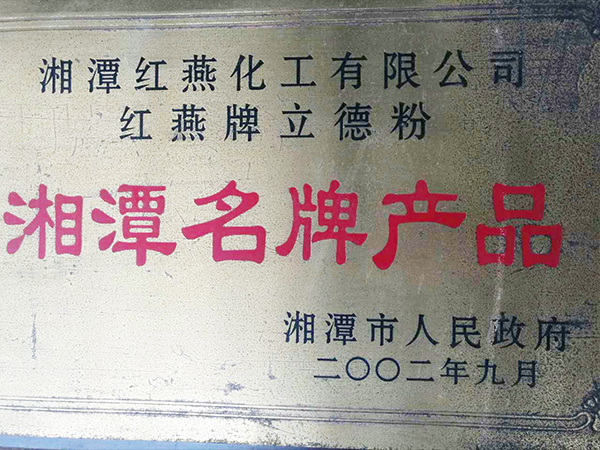 湘潭红燕化工有限公司
红燕牌立德粉
湘潭名牌产品
湘潭市人民政府
二〇〇二年九月